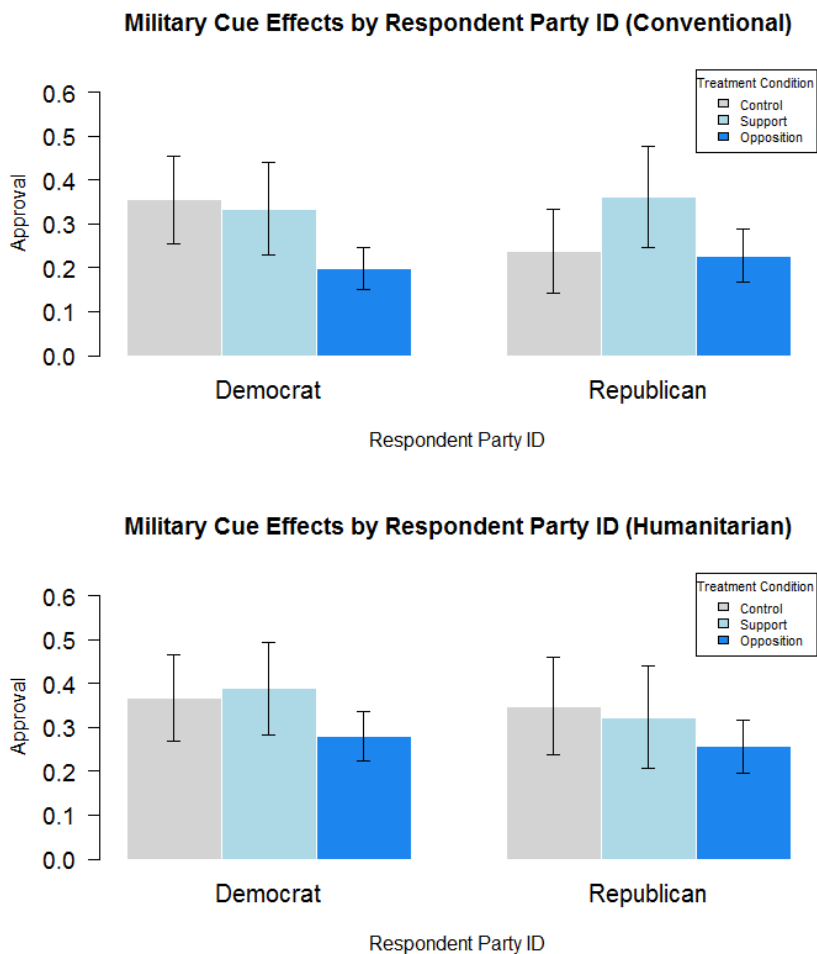 Military Cue Effects by Respondent Party ID (Conventional)
Treatment Condition
Control
Support
Opposition
0.6
0.5
0.4
0.3
0.2
0.1
0.0
Approval
Democrat
Republican
Respondent Party ID
Military Cue Effects by Respondent Party ID (Humanitarian)
Treatment Condition
Control
Support
Opposition
0.6
0.5
0.4
0.3
0.2
0.1
0.0
Approval
Democrat
Republican
Respondent Party ID